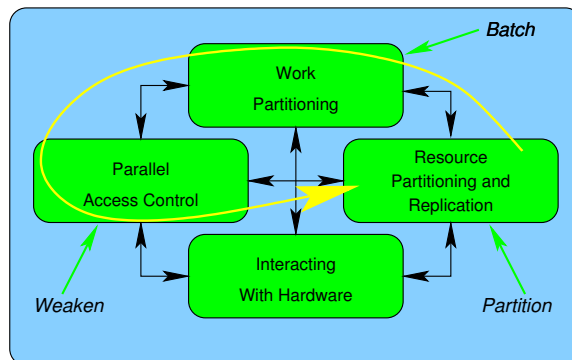 Batch
Work
Partitioning
Parallel
Access Control
Resource
Partitioning and
Replication
Interacting
With Hardware
Weaken
Partition